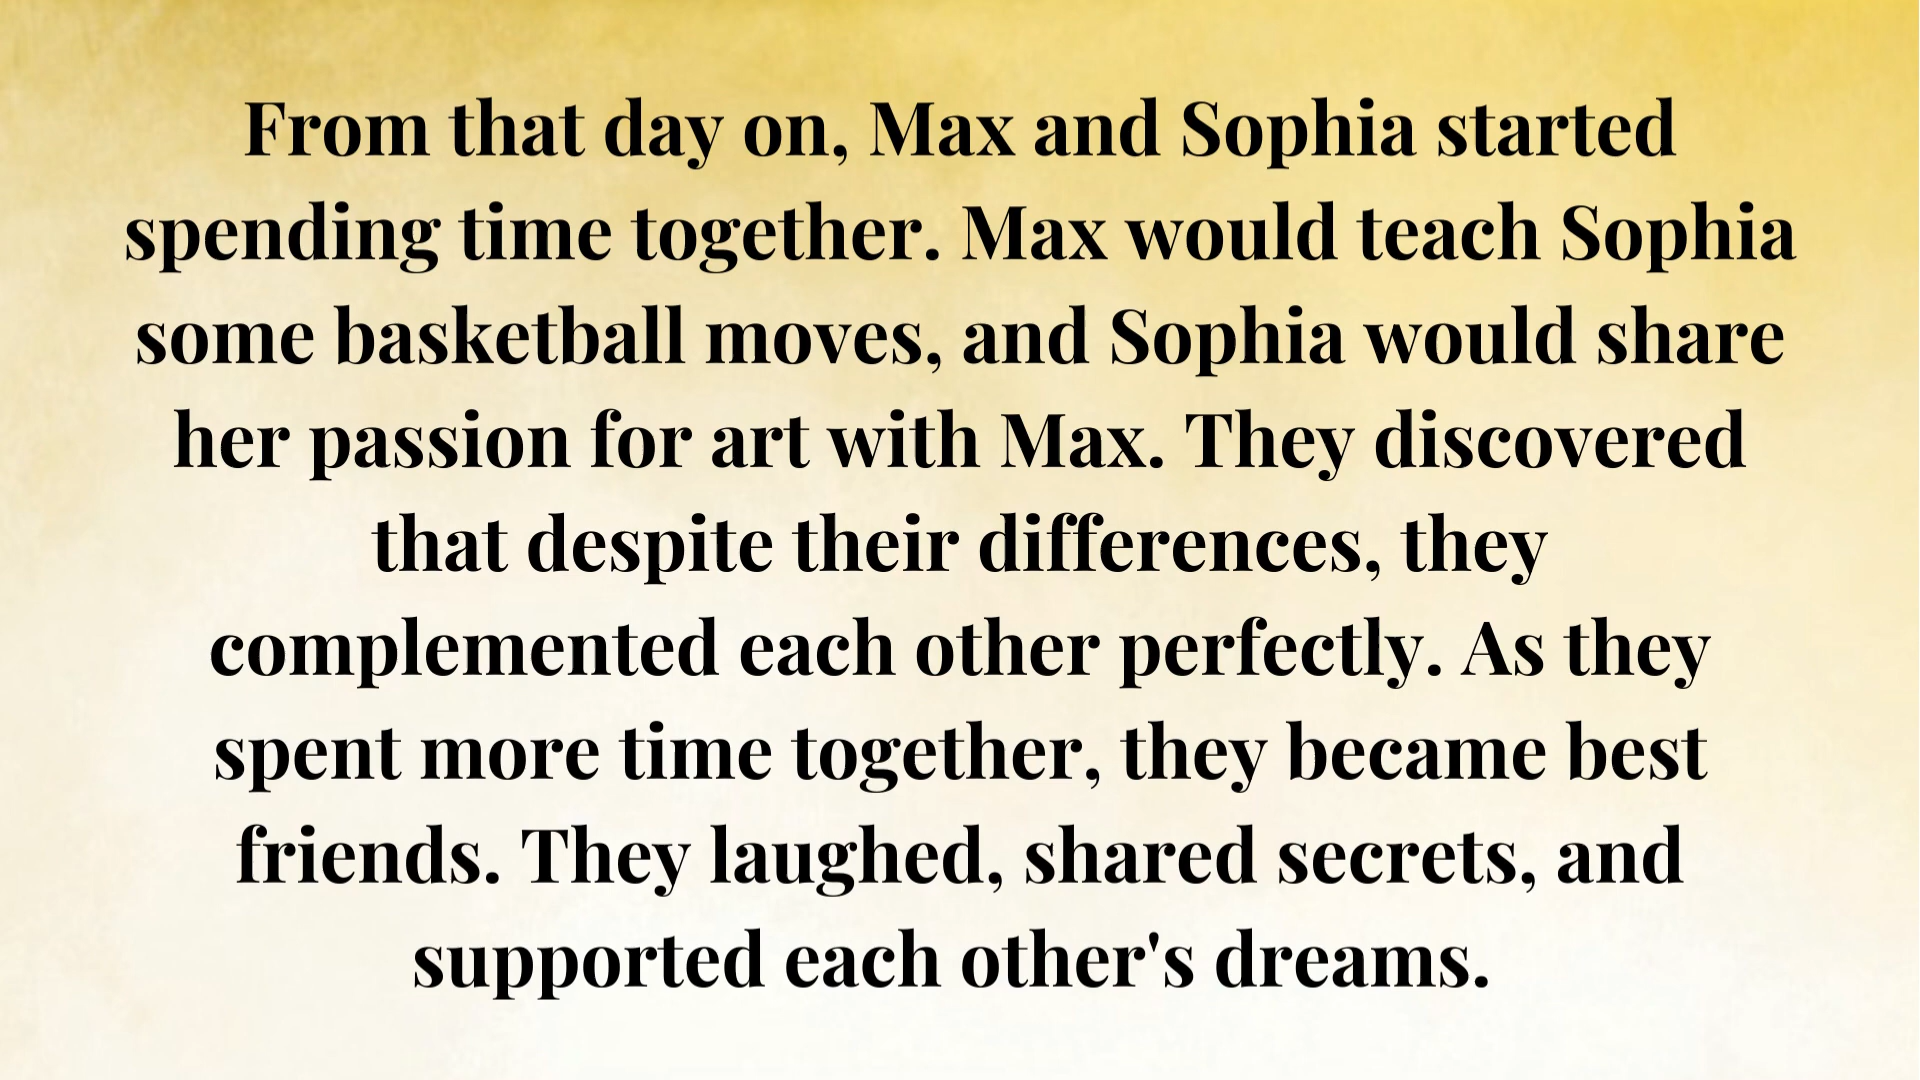 From that day on, Max and Sophia started
spending time together. Max would teach Sophia
some basketball moves, and Sophia would share
her passion for art with Max. They discovered
that despite their differences, they
complemented each other perfectly. As they
spent more time together, they became best
friends. They laughed, shared secrets, and
supported each other's dreams.